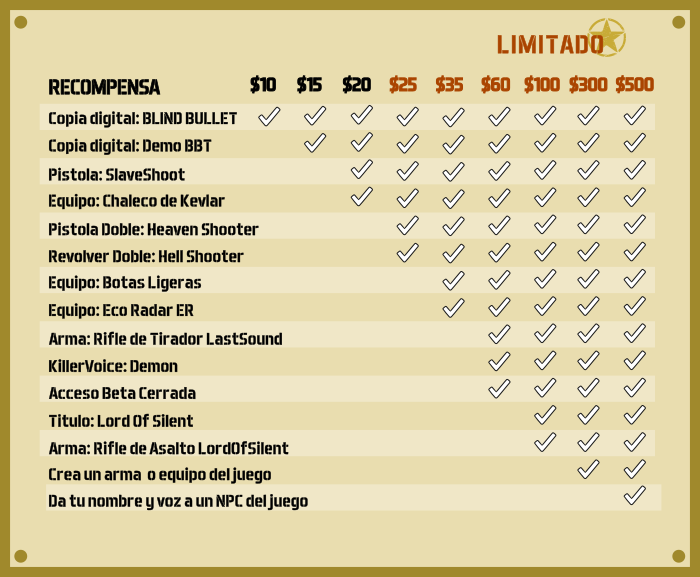 LIMITADO
RECOMPENSA $10 $15 $20 $25 $35 $60 $100 $300 $500
Copia digital: BLIND BULLET
Copia digital: Demo BBT
Pistola: SlaveShoot
Equipo: Chaleco de Kevlar
Pistola Doble: Heaven Shooter
Revolver Doble: Hell Shooter
Equipo: Botas Ligeras
Equipo: Eco Radar ER
Arma: Rifle de Tirador LastSound
KillerVoice: Demon
Acceso Beta Cerrada
Titulo: Lord Of Silent
Arma: Rifle de Asalto LordOfSilent
Crea un arma o equipo del juego
Da tu nombre y voz a un NPC del juego